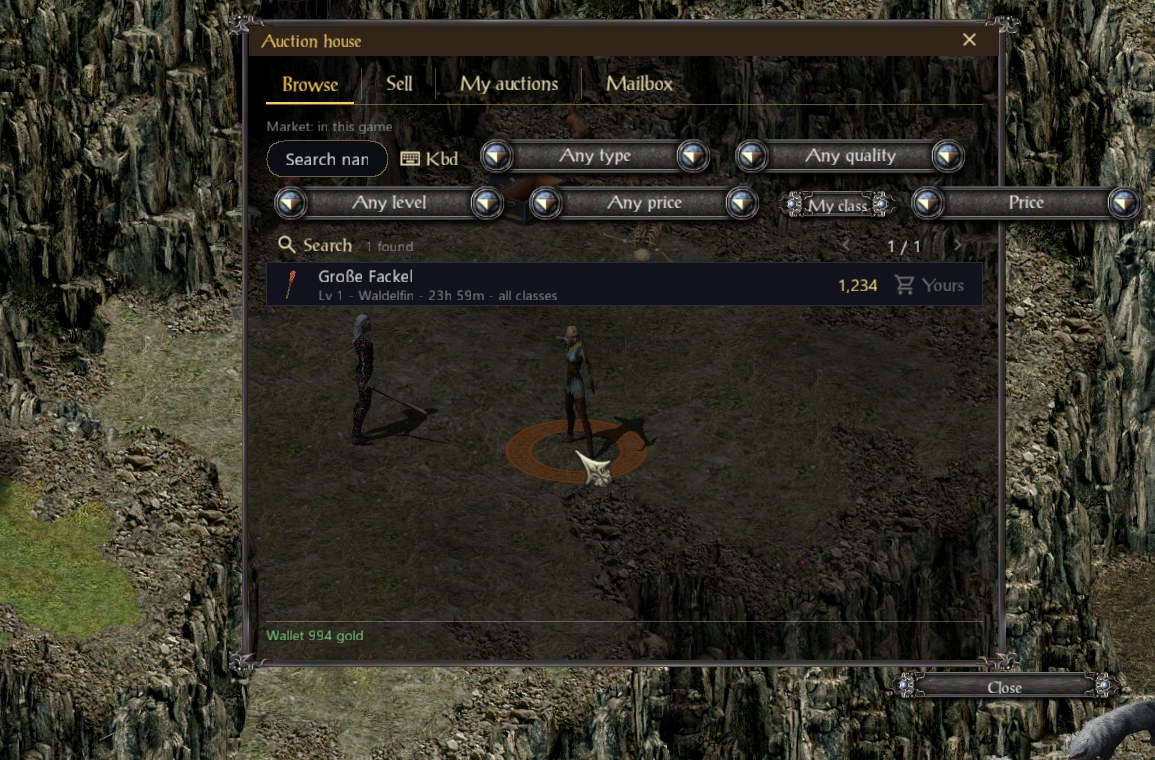 Auction house
Browse Sell My auctions Mailbox
Market: in this game
Search nan Kbd Any type Any quality
Any level Any price My class Price
Search 1 found 1 / 1
Große Fackel
Lv 1 - Waldelfin - 23h 59m - all classes
1,234 Yours
Wallet 994 gold
Close